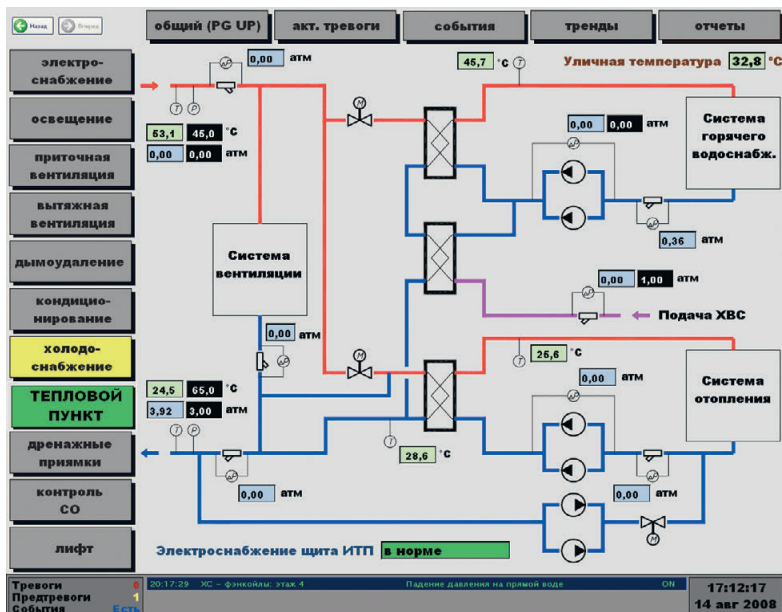 Назад
Вперед
общий (PG UP)
акт. тревоги
события
тренды
отчеты
электро-
снабжение
освещение
приточная
вентиляция
вытяжная
вентиляция
дымоудаление
кондицио-
нирование
холодо-
снабжение
ТЕПЛОВОЙ
ПУНКТ
дренажные
приямки
контроль
СО
лифт
0,00 атм
45,7 °C
Уличная температура 32,8 °C
T P
53,1 45,0 °C
0,00 0,00 атм
M
T
0,00 0,00 атм
Система
горячего
водоснабж.
0,36 атм
Система
вентиляции
0,00 1,00 атм
Подача ХВС
0,00 атм
M
T
25,6 °C
24,5 65,0 °C
3,92 3,00 атм
T P
0,00 атм
Система
отопления
T
28,6 °C
0,00 атм
0,00 атм
M
Электроснабжение щита ИТП в норме
Тревоги 0
Предтревоги 1
События Есть
20:17:29 ХС - фэнкойлы: этаж 4 Падение давления на прямой воде ON
17:12:17
14 авг 2008